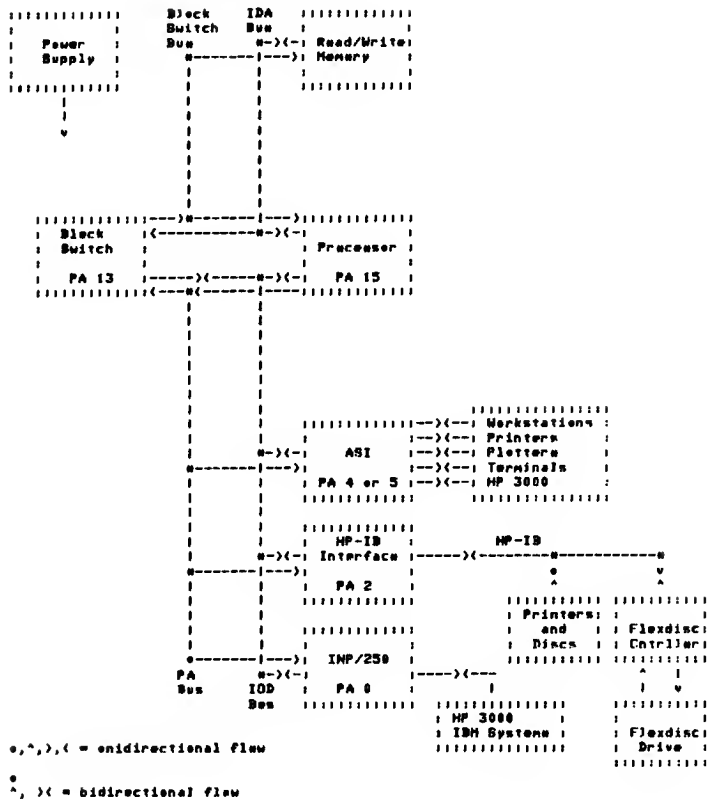 Block IDA
Switch Bus
Bus
Power
Supply
Read/Write
Memory
Block
Switch
PA 13
Processor
PA 15
ASI
PA 4 or 5
Workstations
Printers
Plotters
Terminals
HP 3000
HP-IB
Interface
PA 2
HP-IB
Printers
and
Discs
Flexdisc
Cntrller
INP/250
PA 0
PA
Bus
IOD
Bus
HP 3000
IBM Systems
Flexdisc
Drive
v,^,>,< = unidirectional flow
v
^, >< = bidirectional flow